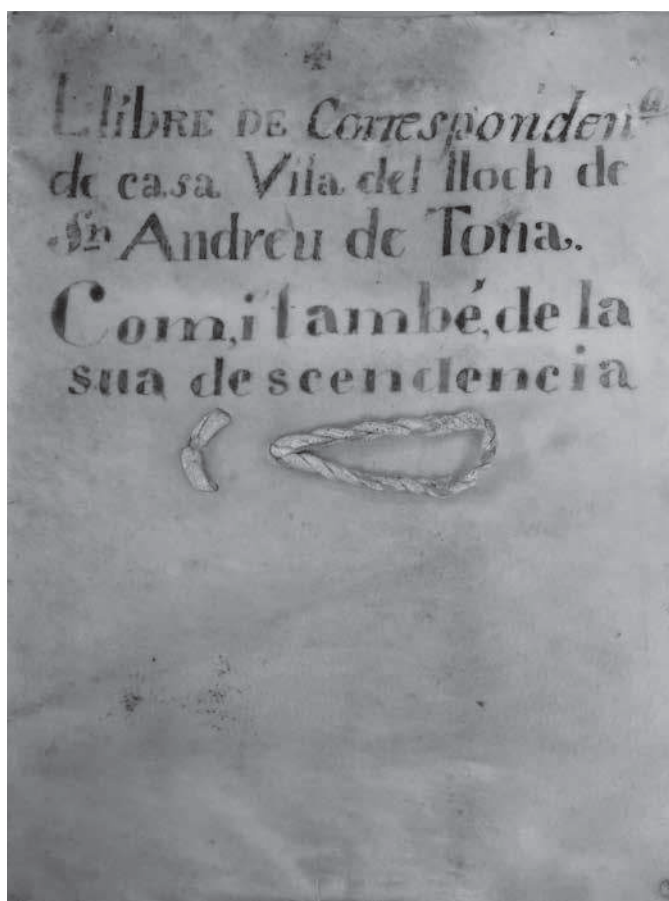 ✠
Llibre de Correspondenᵃ
de casa Vila del lloch de
Sⁿ Andreu de Tona.
Com, i també, de la
sua descendencia